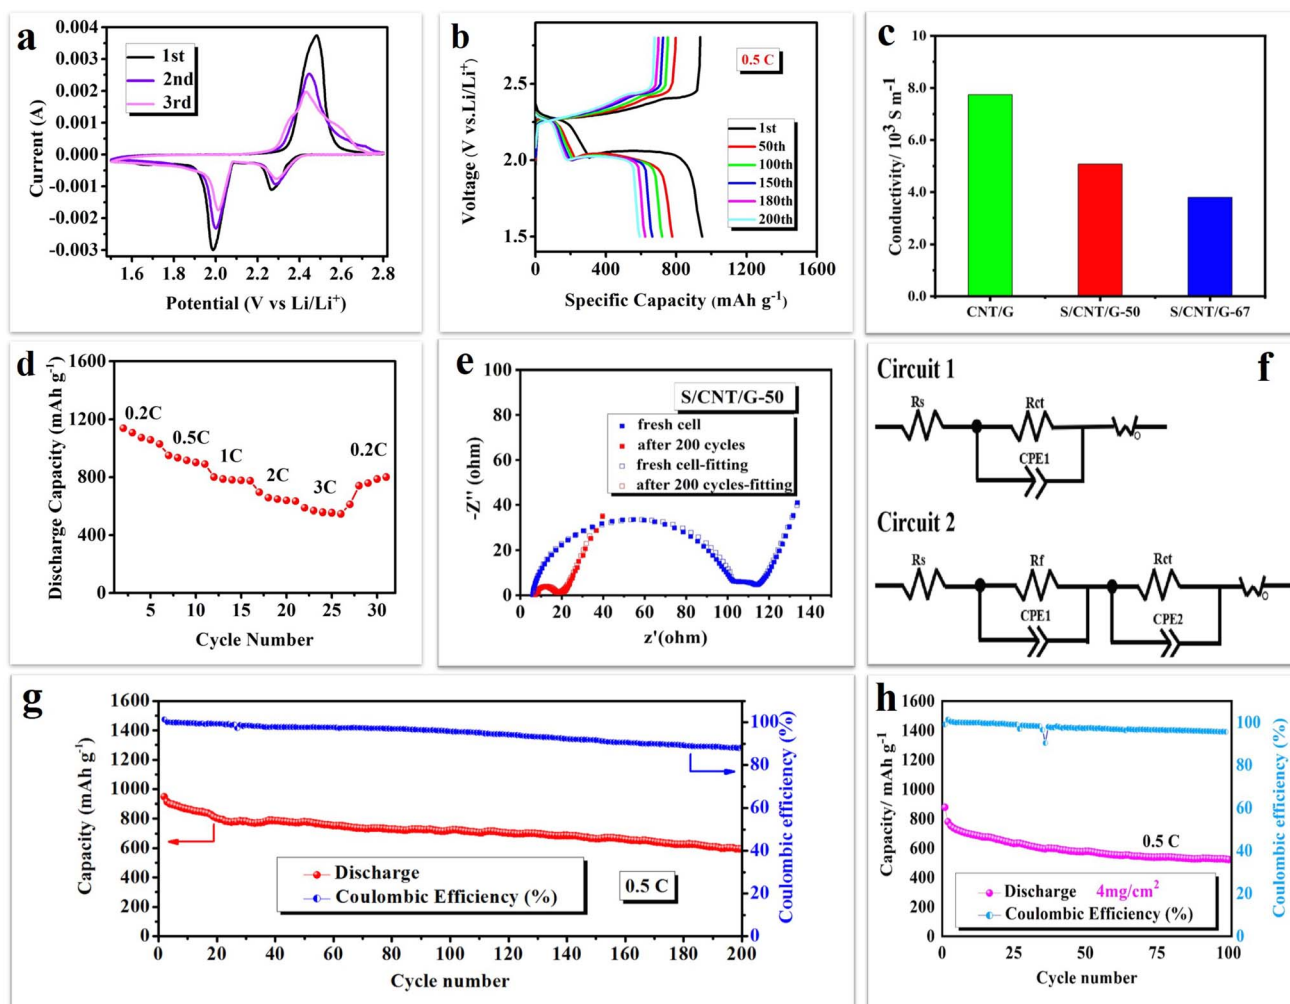 a
1st
2nd
3rd
0.004
0.003
0.002
0.001
0.000
-0.001
-0.002
-0.003
Current (A)
1.6 1.8 2.0 2.2 2.4 2.6 2.8
Potential (V vs Li/Li⁺)
b
0.5 C
2.5
2.0
1.5
Voltage (V vs.Li/Li⁺)
1st
50th
100th
150th
180th
200th
0 400 800 1200 1600
Specific Capacity (mAh g⁻¹)
c
10
8.0
6.0
4.0
2.0
0.0
Conductivity/ 10³ S m⁻¹
CNT/G S/CNT/G-50 S/CNT/G-67
d
1600
1200
800
400
0
Discharge Capacity (mAh g⁻¹)
0.2C
0.5C
1C
2C
3C
0.2C
5 10 15 20 25 30
Cycle Number
e
S/CNT/G-50
fresh cell
after 200 cycles
fresh cell-fitting
after 200 cycles-fitting
100
80
60
40
20
0
-Z'' (ohm)
0 20 40 60 80 100 120 140
z'(ohm)
f
Circuit 1
Rs Rct
CPE1
W o
Circuit 2
Rs Rf Rct
CPE1 CPE2
W o
g
1600
1400
1200
1000
800
600
400
200
0
Capacity (mAh g⁻¹)
100
80
60
40
20
0
Coulombic efficiency (%)
Discharge
Coulombic Efficiency (%)
0.5 C
0 20 40 60 80 100 120 140 160 180 200
Cycle number
h
1600
1400
1200
1000
800
600
400
200
0
Capacity/ mAh g⁻¹
100
80
60
40
20
0
Coulombic efficiency (%)
0.5 C
Discharge 4mg/cm²
Coulombic Efficiency (%)
0 25 50 75 100
Cycle number